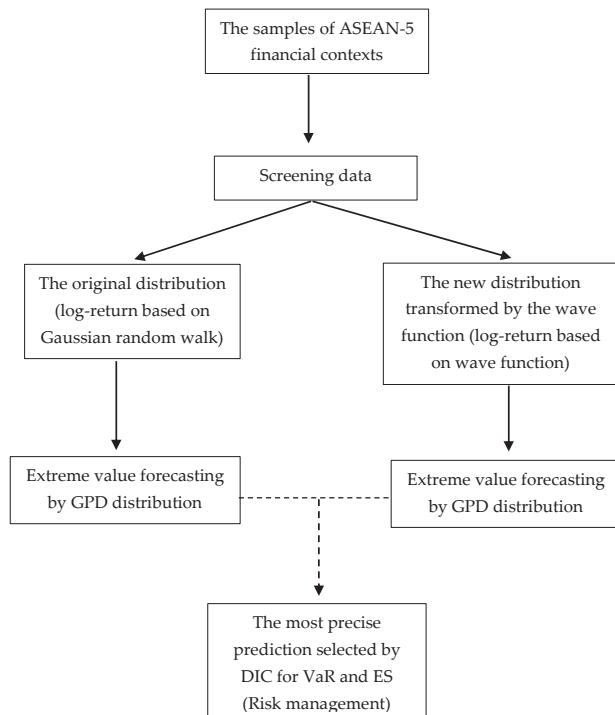 The samples of ASEAN-5
financial contexts
Screening data
The original distribution
(log-return based on
Gaussian random walk)
The new distribution
transformed by the wave
function (log-return based
on wave function)
Extreme value forecasting
by GPD distribution
Extreme value forecasting
by GPD distribution
The most precise
prediction selected by
DIC for VaR and ES
(Risk management)